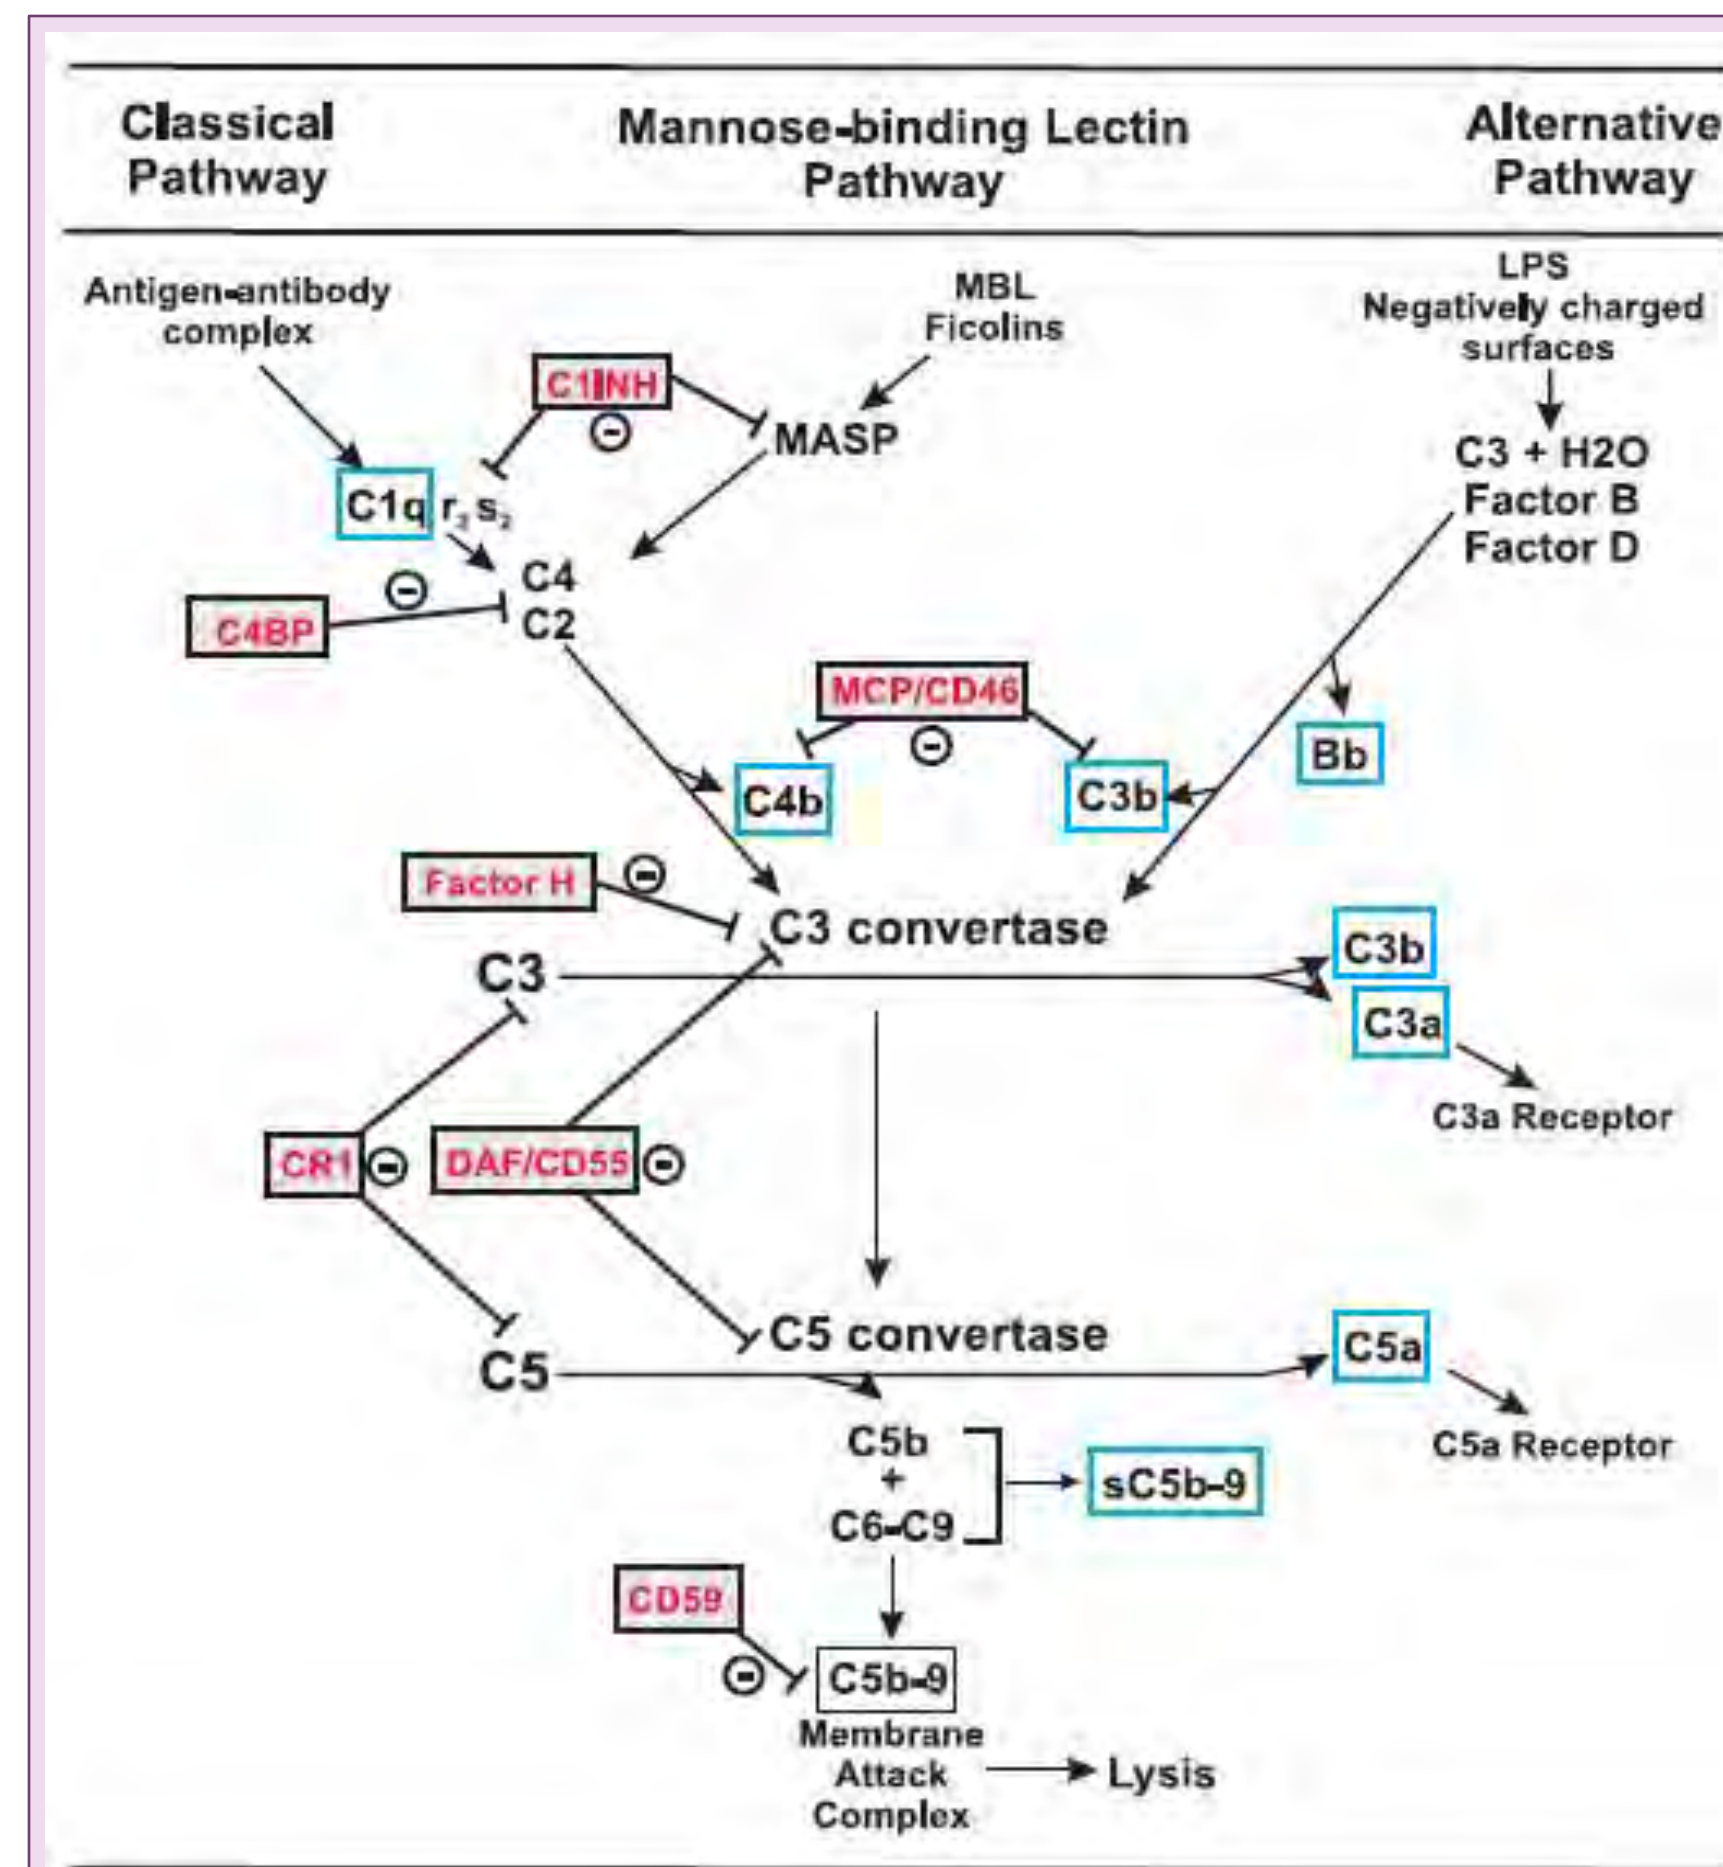 Classical
Pathway
Mannose-binding Lectin
Pathway
Alternative
Pathway
Antigen-antibody
complex
MBL
Ficolins
LPS
Negatively charged
surfaces
C1INH
-
MASP
C3 + H2O
Factor B
Factor D
C1q r2 s2
-
C4
C2
C4BP
MCP/CD46
-
Bb
C4b
C3b
Factor H
-
C3 convertase
C3b
C3
C3a
C3a Receptor
CR1 -
DAF/CD55 -
C5 convertase
C5a
C5
C5a Receptor
C5b
+
C6-C9
sC5b-9
CD59
-
C5b-9
Membrane
Attack
Complex
Lysis